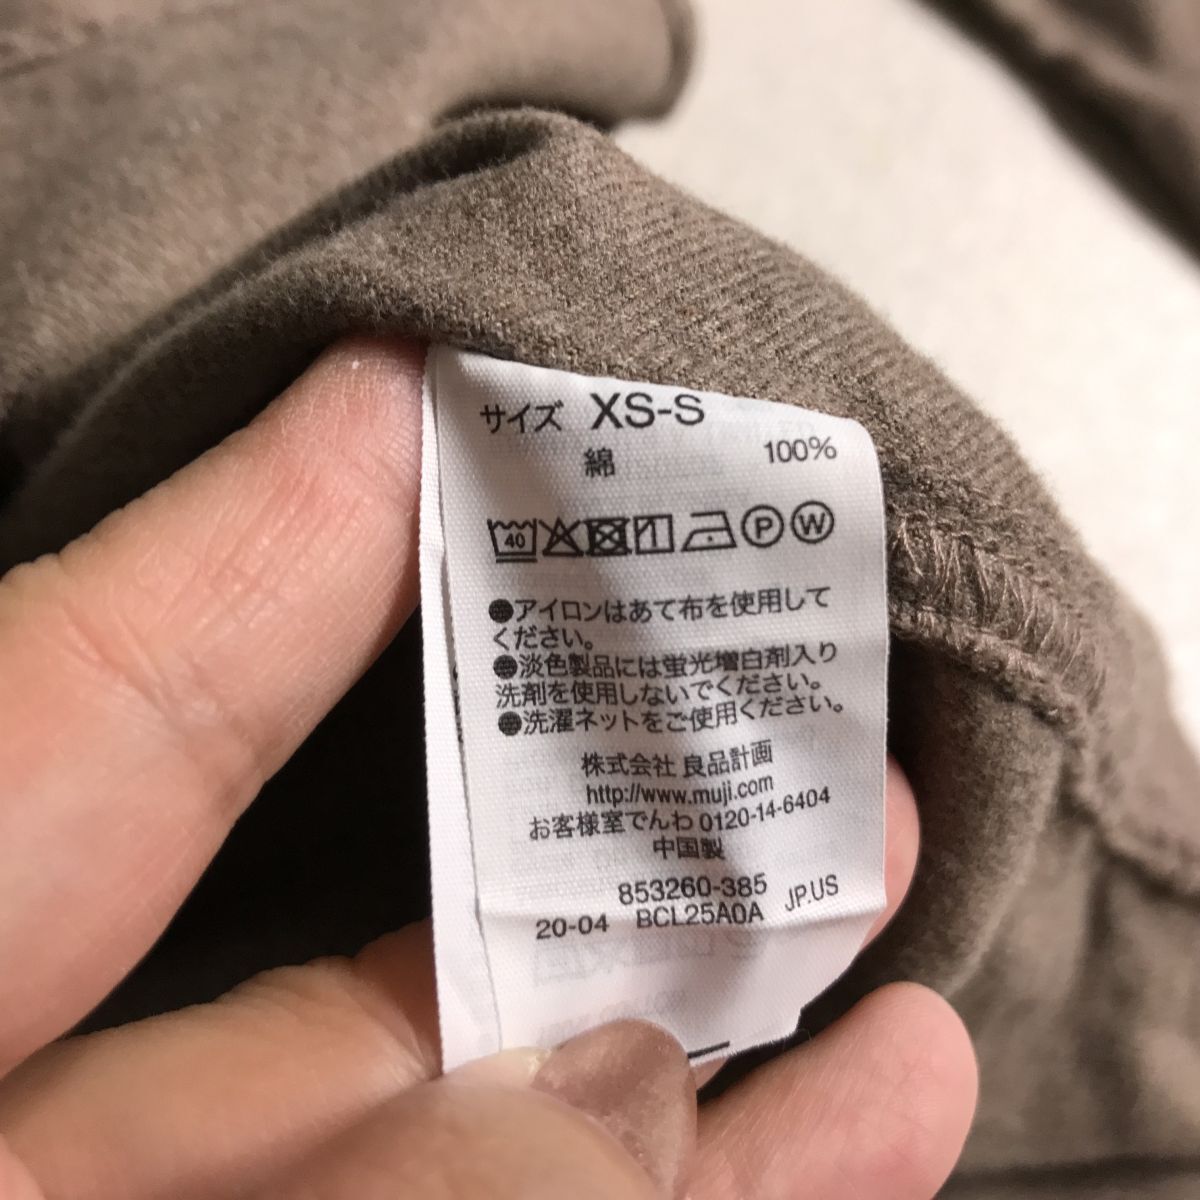 サイズ XS-S
綿 100%
40 P W
●アイロンはあて布を使用して
ください。
●淡色製品には蛍光増白剤入り
洗剤を使用しないでください。
●洗濯ネットをご使用ください。
株式会社 良品計画
http://www.muji.com
お客様室でんわ 0120-14-6404
中国製
853260-385
20-04 BCL25A0A JP.US